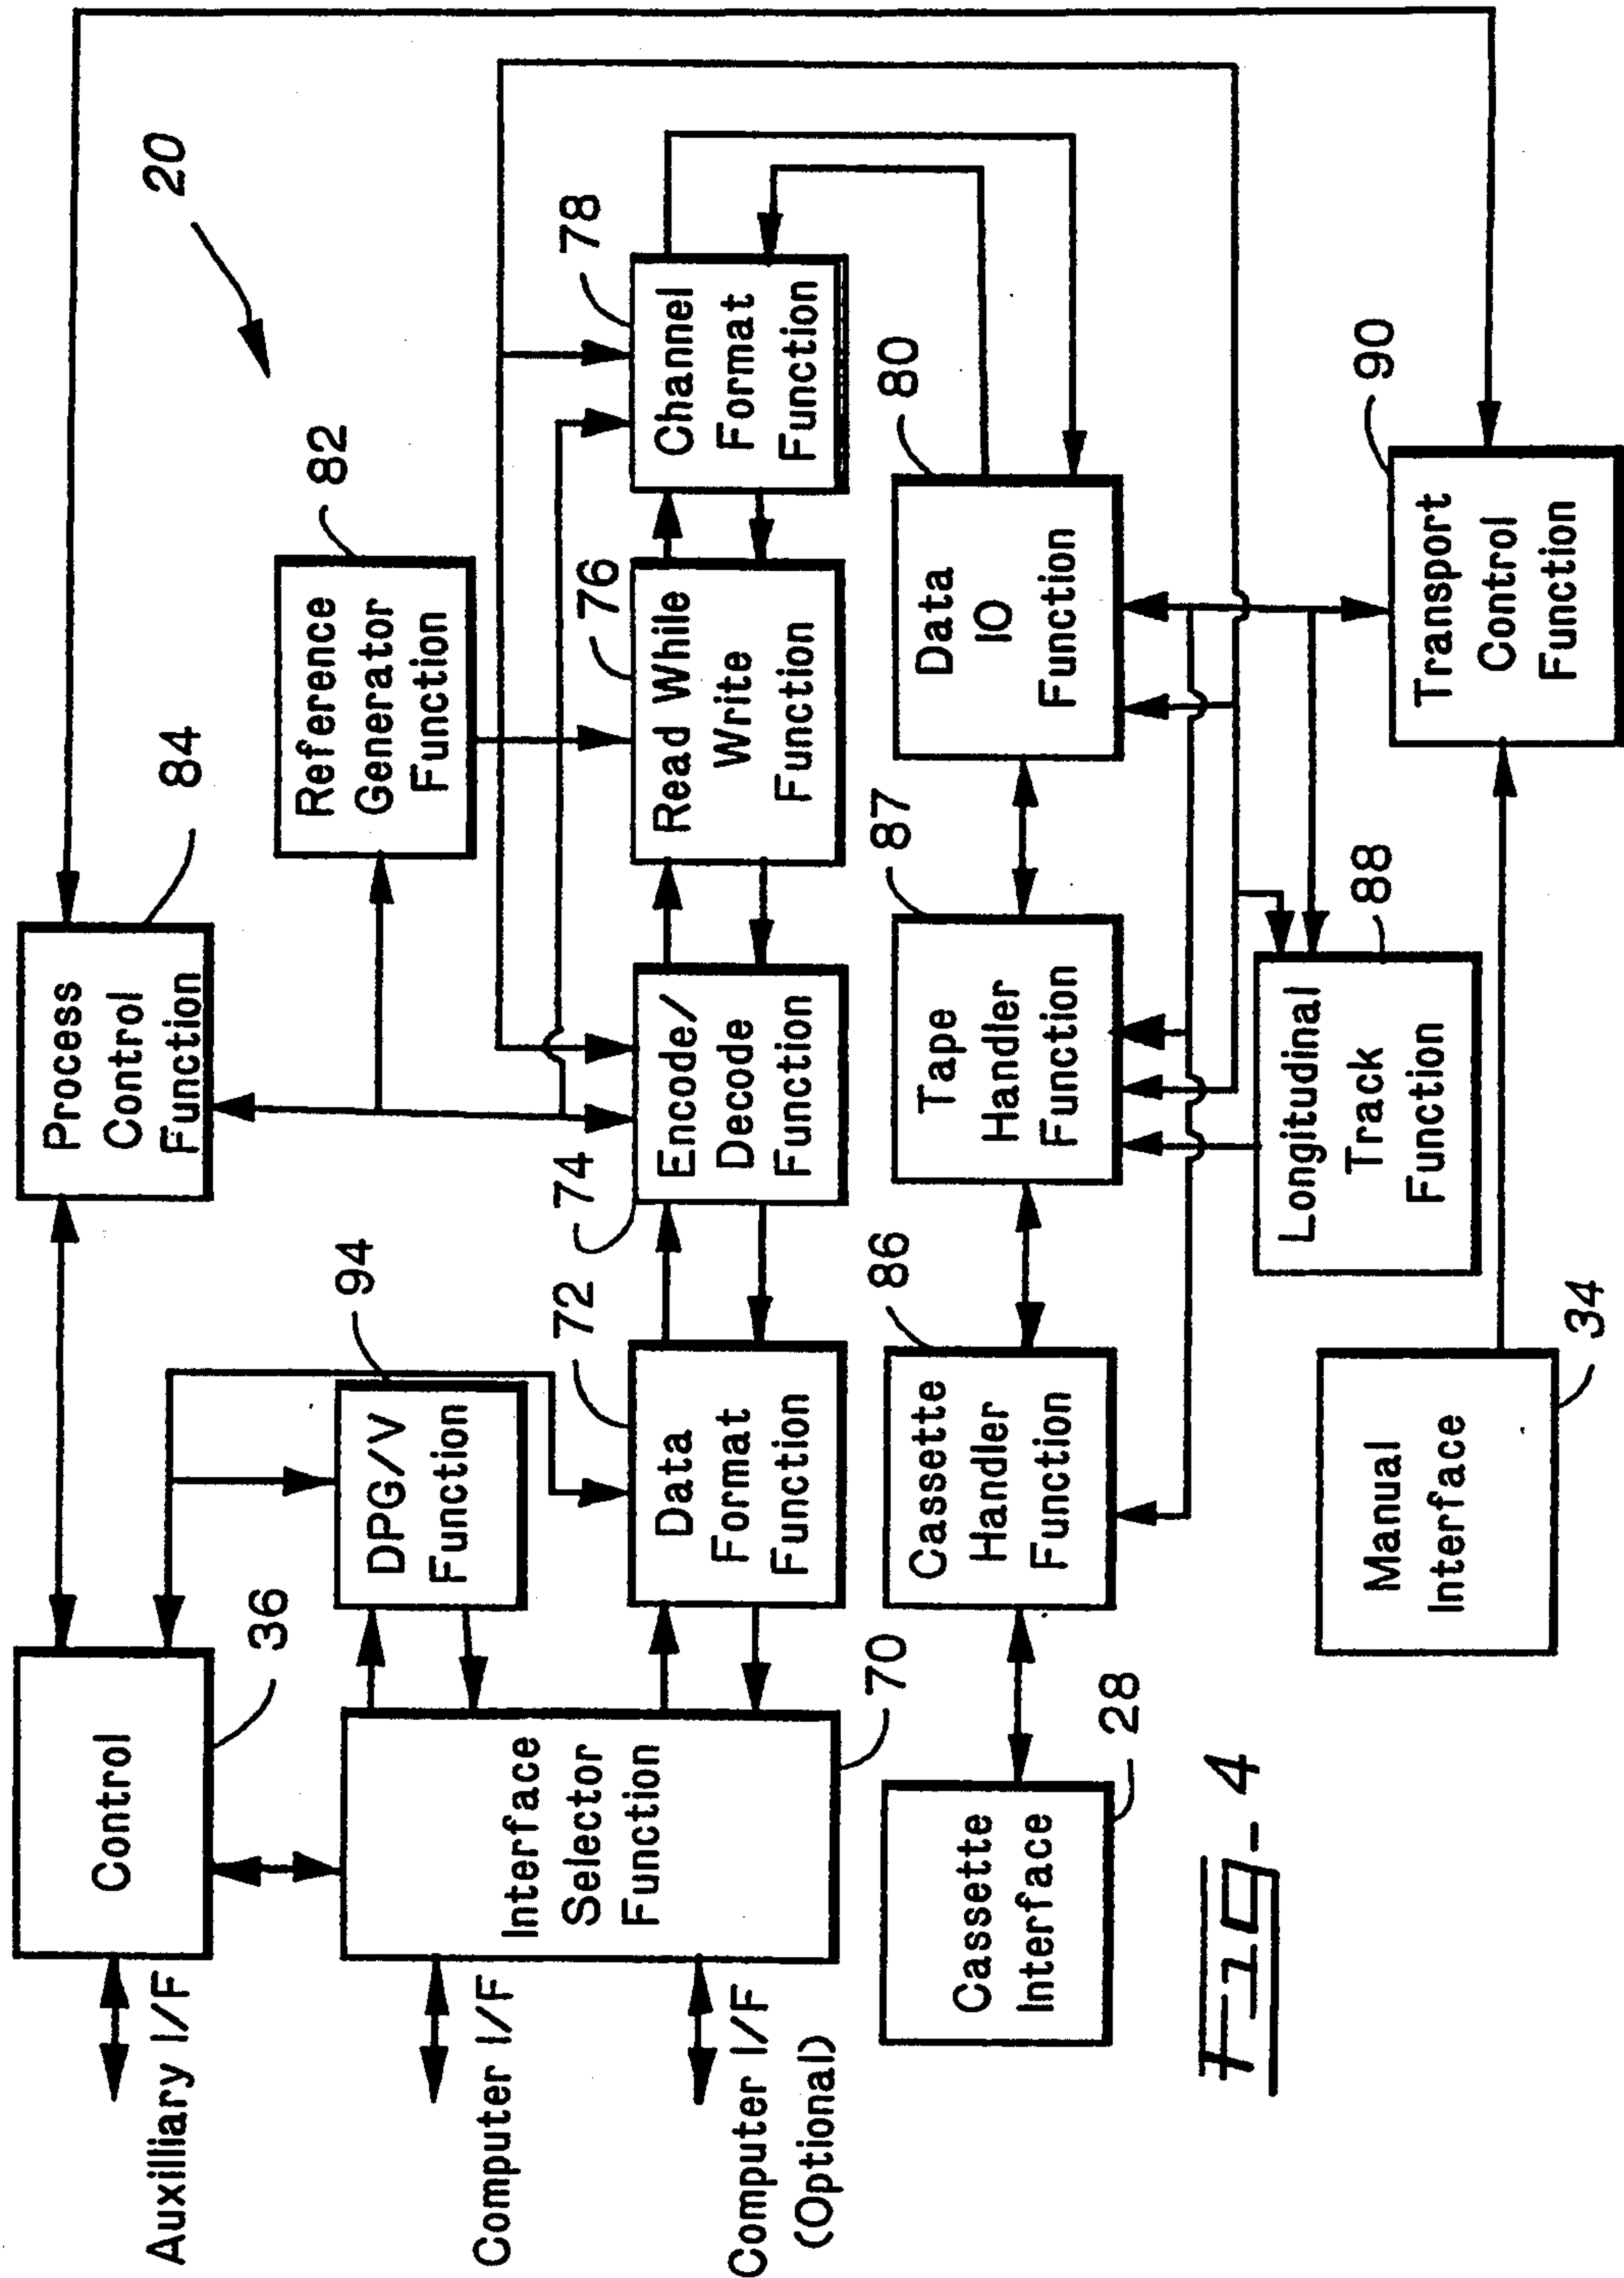 20
Auxilliary I/F
Control
36
Process
Control
Function
84
Computer I/F
Computer I/F
(Optional)
Interface
Selector
Function
70
DPG/V
Function
94
Reference
Generator
Function
82
Data
Format
Function
72
Encode/
Decode
Function
74
Read While
Write
Function
76
Channel
Format
Function
78
Cassette
Interface
28
Cassette
Handler
Function
86
Tape
Handler
Function
87
Data
IO
Function
80
Manual
Interface
34
Longitudinal
Track
Function
88
Transport
Control
Function
90
Fig-4